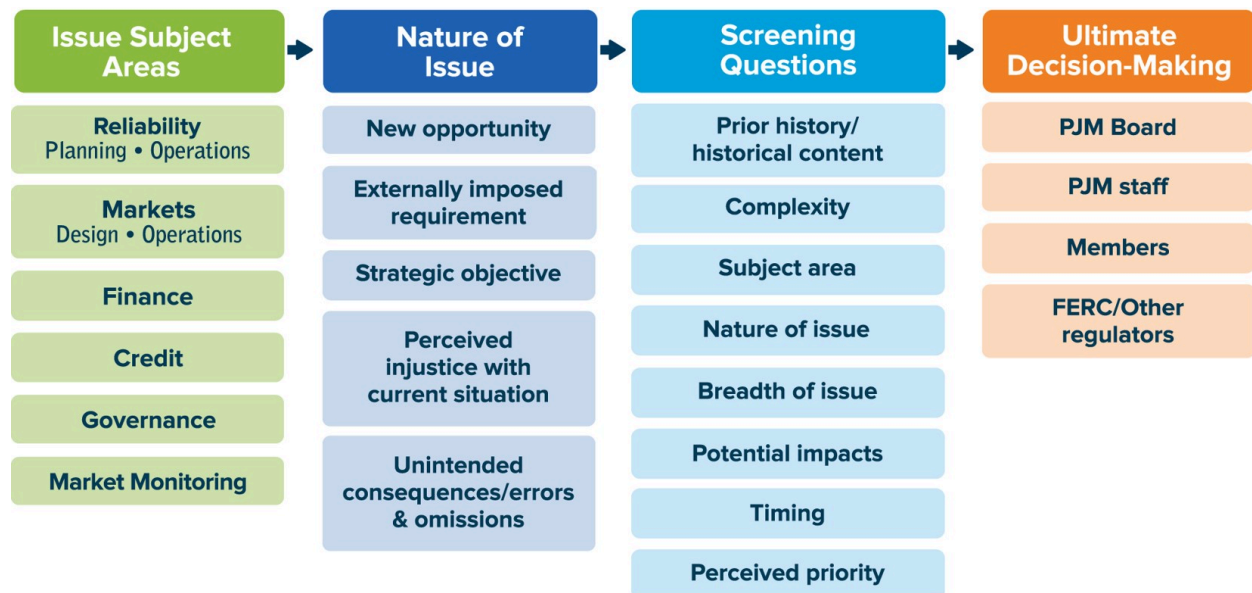 Issue Subject
Areas
Reliability
Planning • Operations
Markets
Design • Operations
Finance
Credit
Governance
Market Monitoring
Nature of
Issue
New opportunity
Externally imposed
requirement
Strategic objective
Perceived
injustice with
current situation
Unintended
consequences/errors
& omissions
Screening
Questions
Prior history/
historical content
Complexity
Subject area
Nature of issue
Breadth of issue
Potential impacts
Timing
Perceived priority
Ultimate
Decision-Making
PJM Board
PJM staff
Members
FERC/Other
regulators